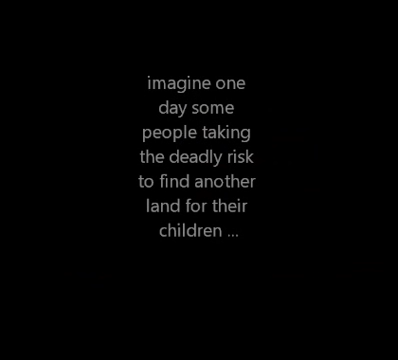 imagine one
day some
people taking
the deadly risk
to find another
land for their
children ...